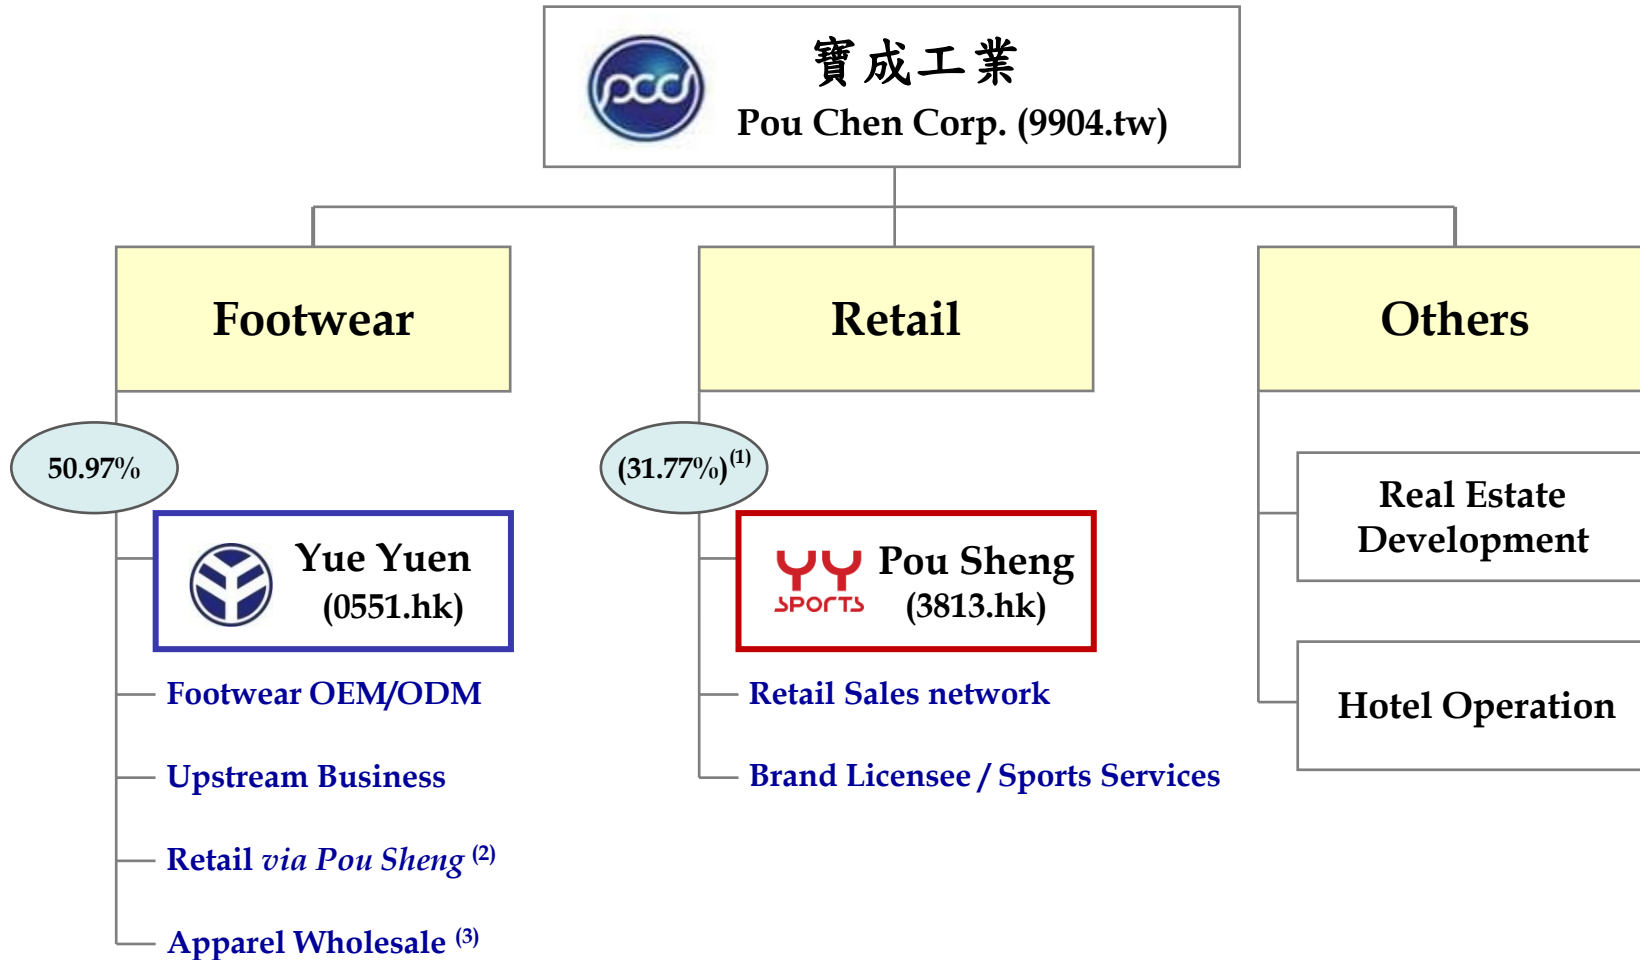 pcc
寶成工業
Pou Chen Corp. (9904.tw)
Footwear
Retail
Others
50.97%
Yue Yuen
(0551.hk)
Footwear OEM/ODM
Upstream Business
Retail via Pou Sheng (2)
Apparel Wholesale (3)
(31.77%)(1)
YY
SPORTS
Pou Sheng
(3813.hk)
Retail Sales network
Brand Licensee / Sports Services
Real Estate
Development
Hotel Operation